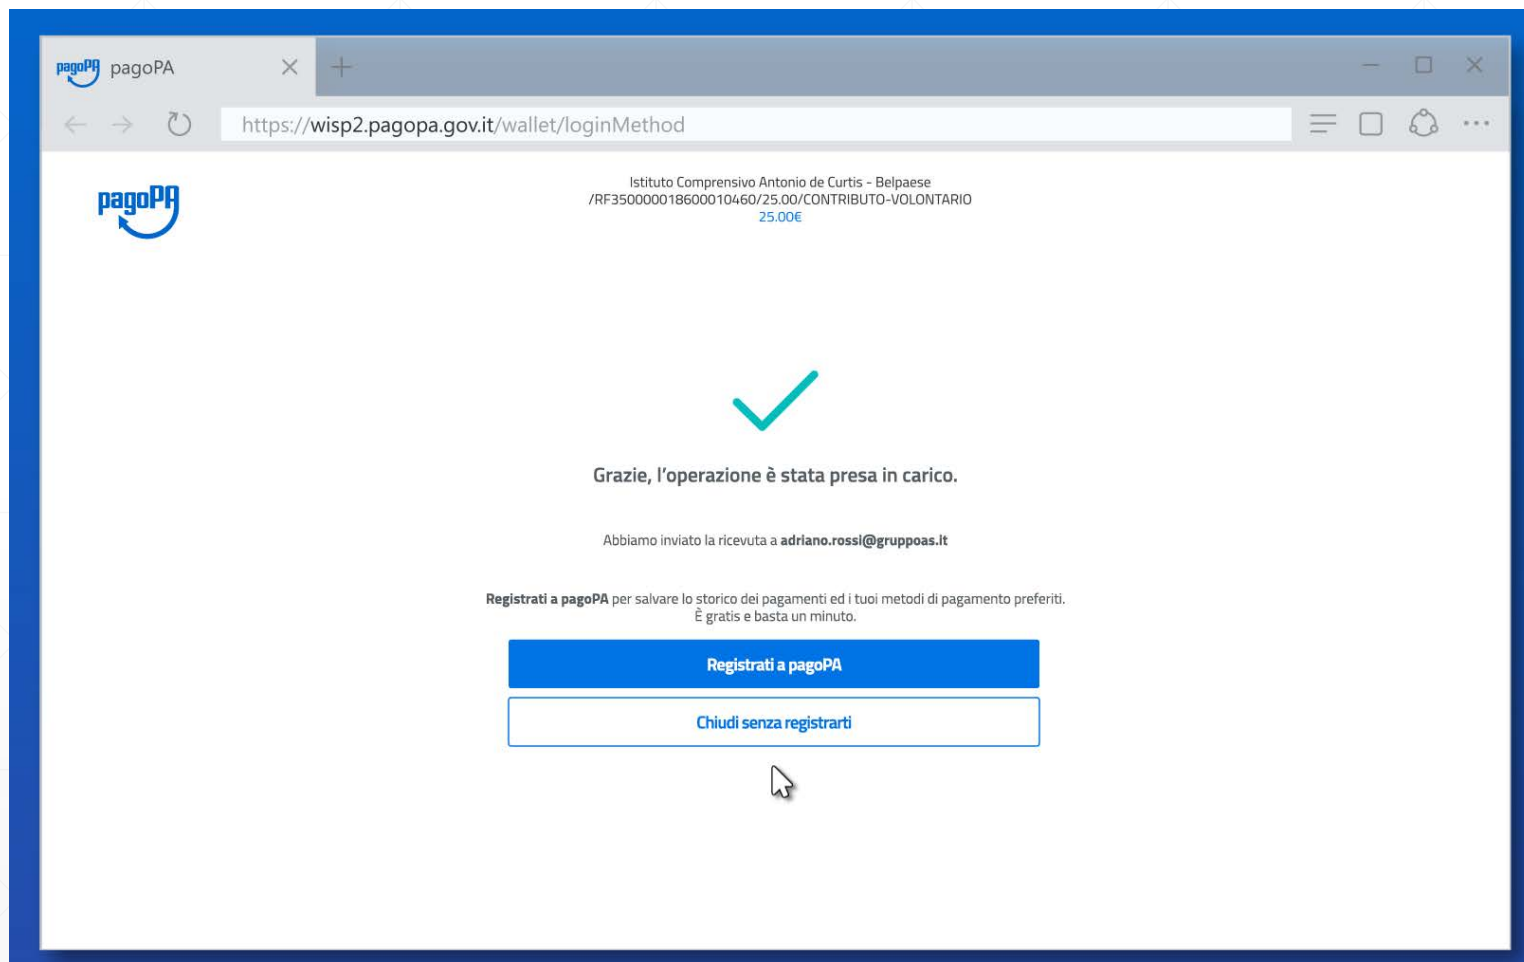 pagoPA pagoPA
https://wisp2.pagopa.gov.it/wallet/loginMethod
pagoPA
Istituto Comprensivo Antonio de Curtis - Belpaese
/RF35000001860001046​0/25.00/CONTRIBUTO-VOLONTARIO
25.00€
Grazie, l'operazione è stata presa in carico.
Abbiamo inviato la ricevuta a adriano.rossi@gruppoas.it
Registrati a pagoPA per salvare lo storico dei pagamenti ed i tuoi metodi di pagamento preferiti.
È gratis e basta un minuto.
Registrati a pagoPA
Chiudi senza registrarti